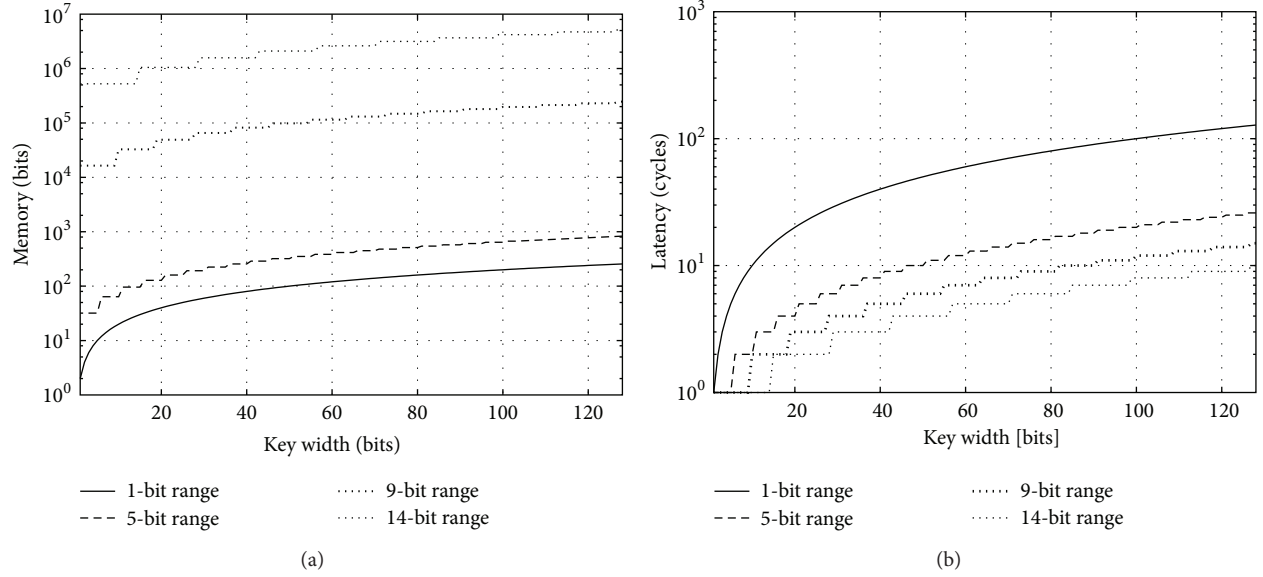 10^7
10^6
10^5
10^4
10^3
10^2
10^1
10^0
Memory (bits)
20 40 60 80 100 120
Key width (bits)
1-bit range
5-bit range
9-bit range
14-bit range
(a)
10^3
10^2
10^1
10^0
Latency (cycles)
20 40 60 80 100 120
Key width [bits]
1-bit range
5-bit range
9-bit range
14-bit range
(b)